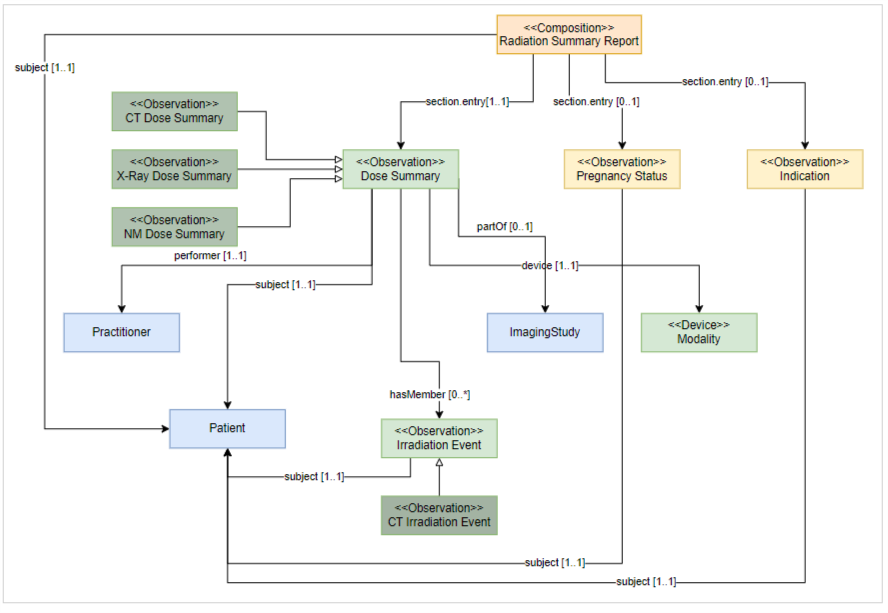 <<Composition>>
Radiation Summary Report
subject [1..1]
section.entry [0..1]
section.entry[1..1]
section.entry [0..1]
<<Observation>>
CT Dose Summary
<<Observation>>
X-Ray Dose Summary
<<Observation>>
NM Dose Summary
<<Observation>>
Dose Summary
<<Observation>>
Pregnancy Status
<<Observation>>
Indication
partOf [0..1]
performer [1..1]
device [1..1]
subject [1..1]
Practitioner
ImagingStudy
<<Device>>
Modality
hasMember [0..*]
Patient
<<Observation>>
Irradiation Event
subject [1..1]
<<Observation>>
CT Irradiation Event
subject [1..1]
subject [1..1]